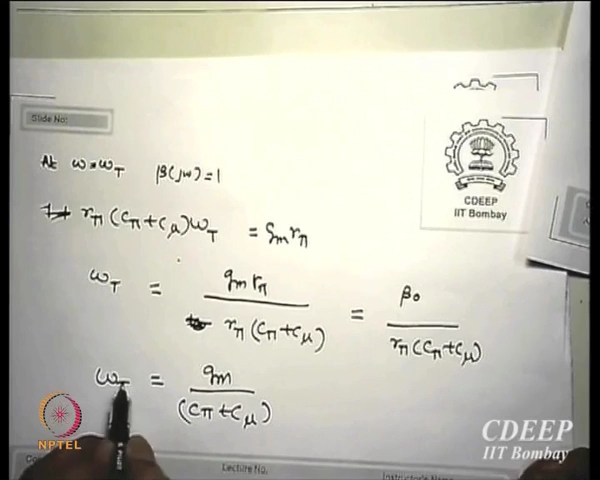 Slide No:
At ω = ω_T β(jω) = 1
r_π (C_π + C_μ) ω_T = g_m r_π
ω_T = g_m r_π / r_π (C_π + C_μ) = β₀ / r_π (C_π + C_μ)
ω_T = g_m / (C_π + C_μ)
CDEEP
IIT Bombay
NPTEL
CDEEP
IIT Bombay
Lecture No.
Instructor's Name